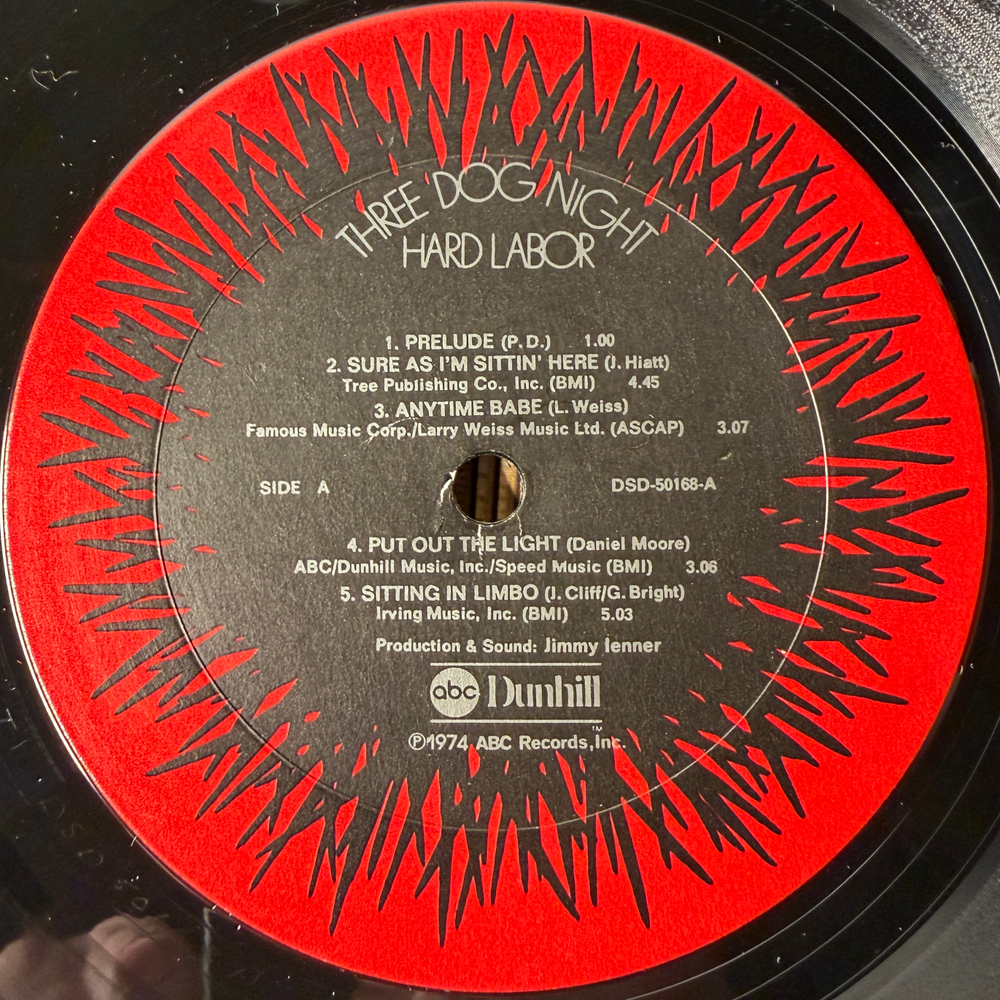 THREE DOG NIGHT
HARD LABOR
1. PRELUDE (P.D.) 1.00
2. SURE AS I'M SITTIN' HERE (J. Hiatt)
Tree Publishing Co., Inc. (BMI) 4.45
3. ANYTIME BABE (L. Weiss)
Famous Music Corp./Larry Weiss Music Ltd. (ASCAP) 3.07
SIDE A DSD-50168-A
4. PUT OUT THE LIGHT (Daniel Moore)
ABC/Dunhill Music, Inc./Speed Music (BMI) 3.06
5. SITTING IN LIMBO (J. Cliff/G. Bright)
Irving Music, Inc. (BMI) 5.03
Production & Sound: Jimmy Ienner
abc Dunhill
TM
Ⓟ1974 ABC Records, Inc.